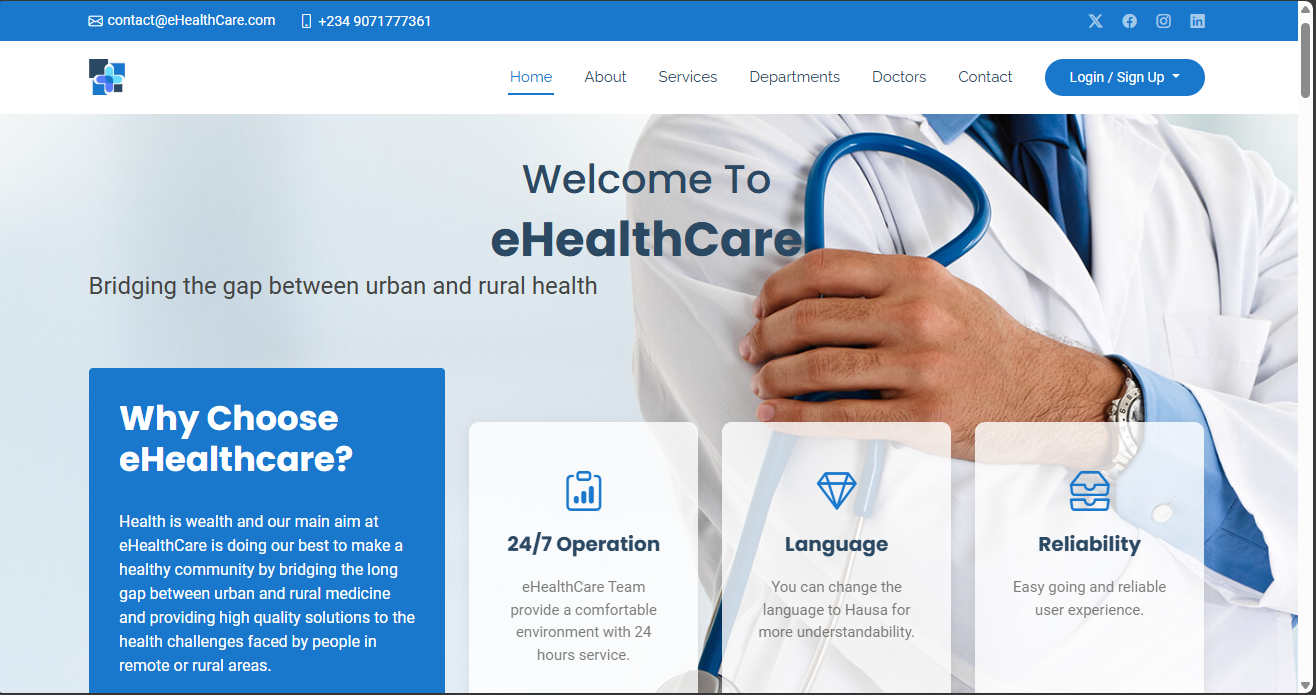 contact@eHealthCare.com +234 9071777361
Home About Services Departments Doctors Contact Login / Sign Up
Welcome To
eHealthCare
Bridging the gap between urban and rural health
Why Choose
eHealthcare?
Health is wealth and our main aim at
eHealthCare is doing our best to make a
healthy community by bridging the long
gap between urban and rural medicine
and providing high quality solutions to the
health challenges faced by people in
remote or rural areas.
24/7 Operation
eHealthCare Team
provide a comfortable
environment with 24
hours service.
Language
You can change the
language to Hausa for
more understandability.
Reliability
Easy going and reliable
user experience.